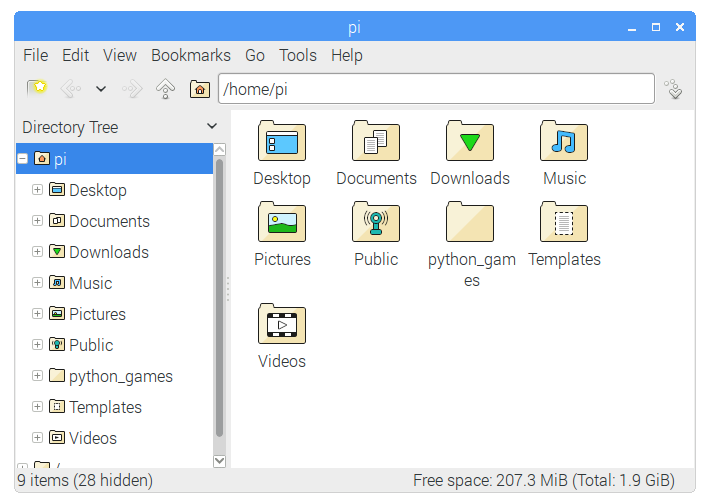 pi
File Edit View Bookmarks Go Tools Help
/home/pi
Directory Tree
pi
Desktop
Documents
Downloads
Music
Pictures
Public
python_games
Templates
Videos
/
Desktop Documents Downloads Music
Pictures Public python_gam Templates
es
Videos
9 items (28 hidden) Free space: 207.3 MiB (Total: 1.9 GiB)